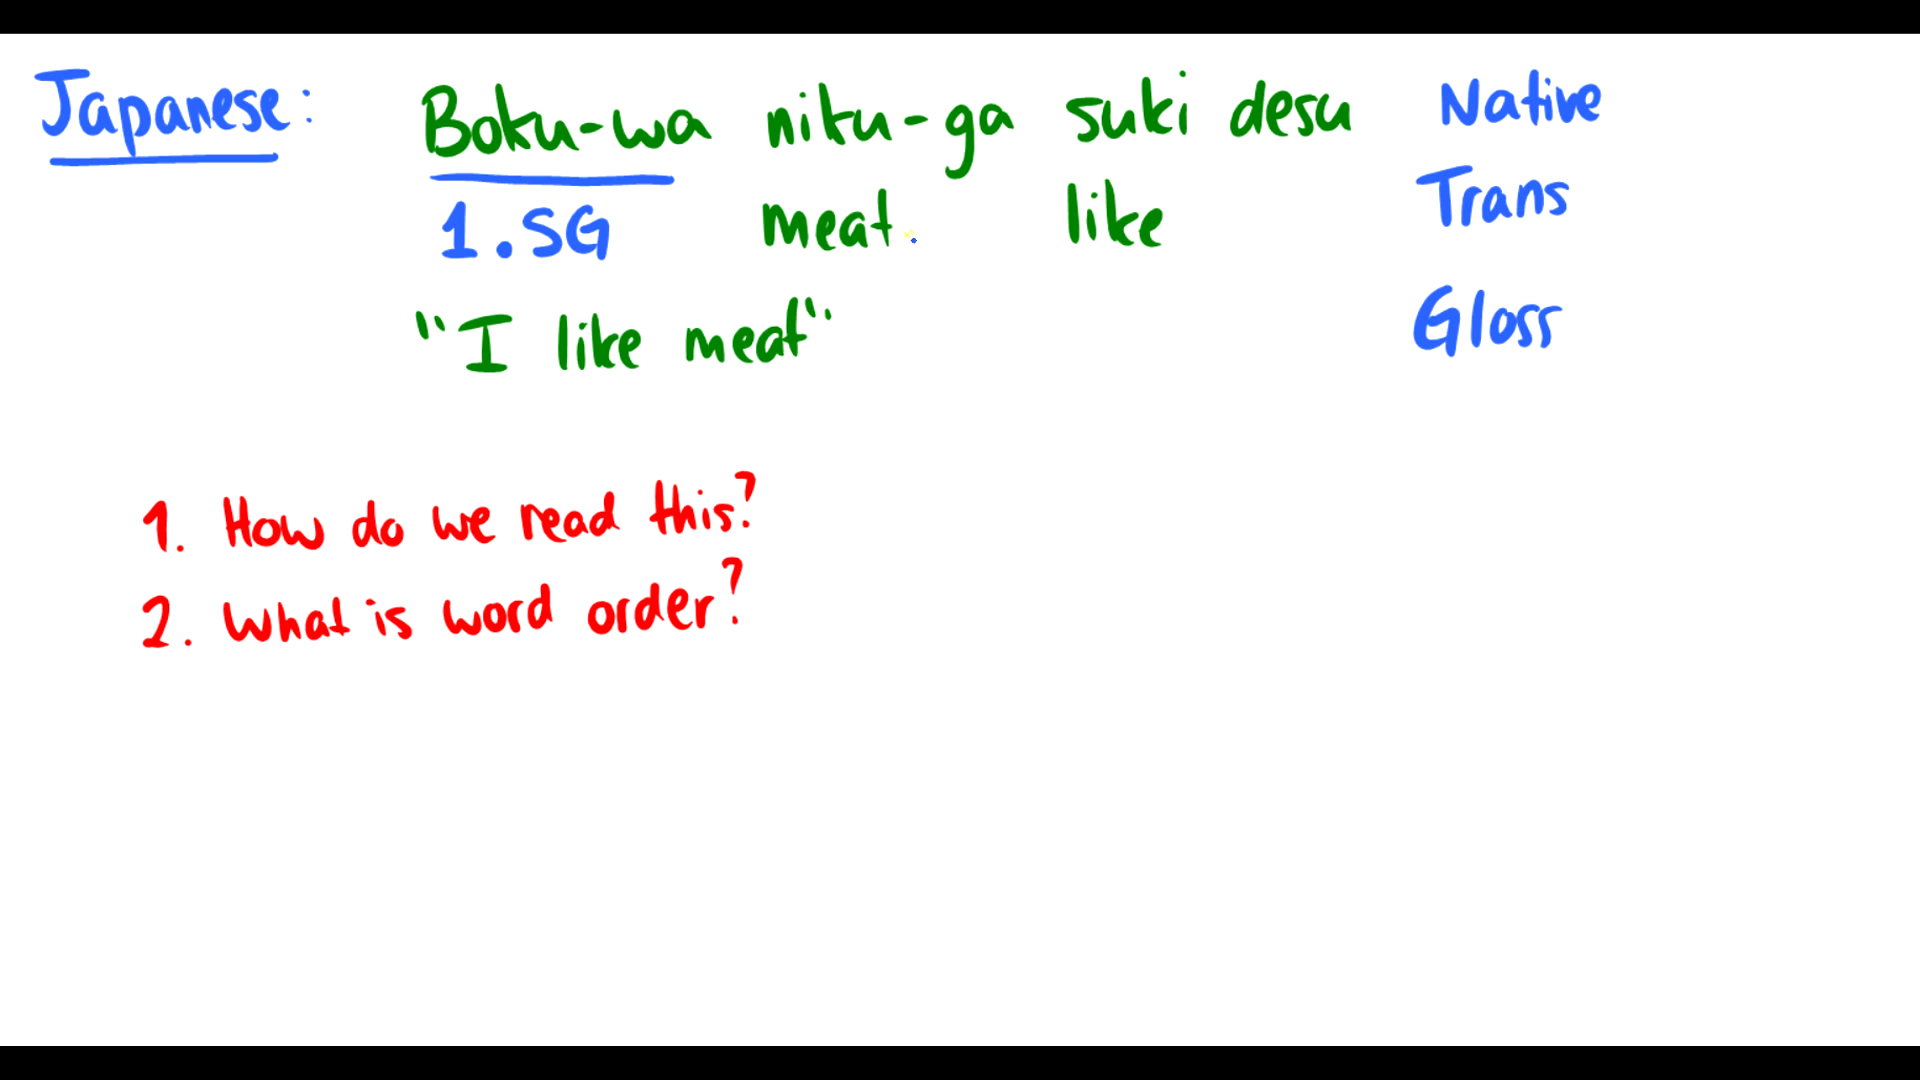 Japanese: Boku-wa niku-ga suki desu Native
1.SG meat like Trans
"I like meat" Gloss
1. How do we read this?
2. What is word order?